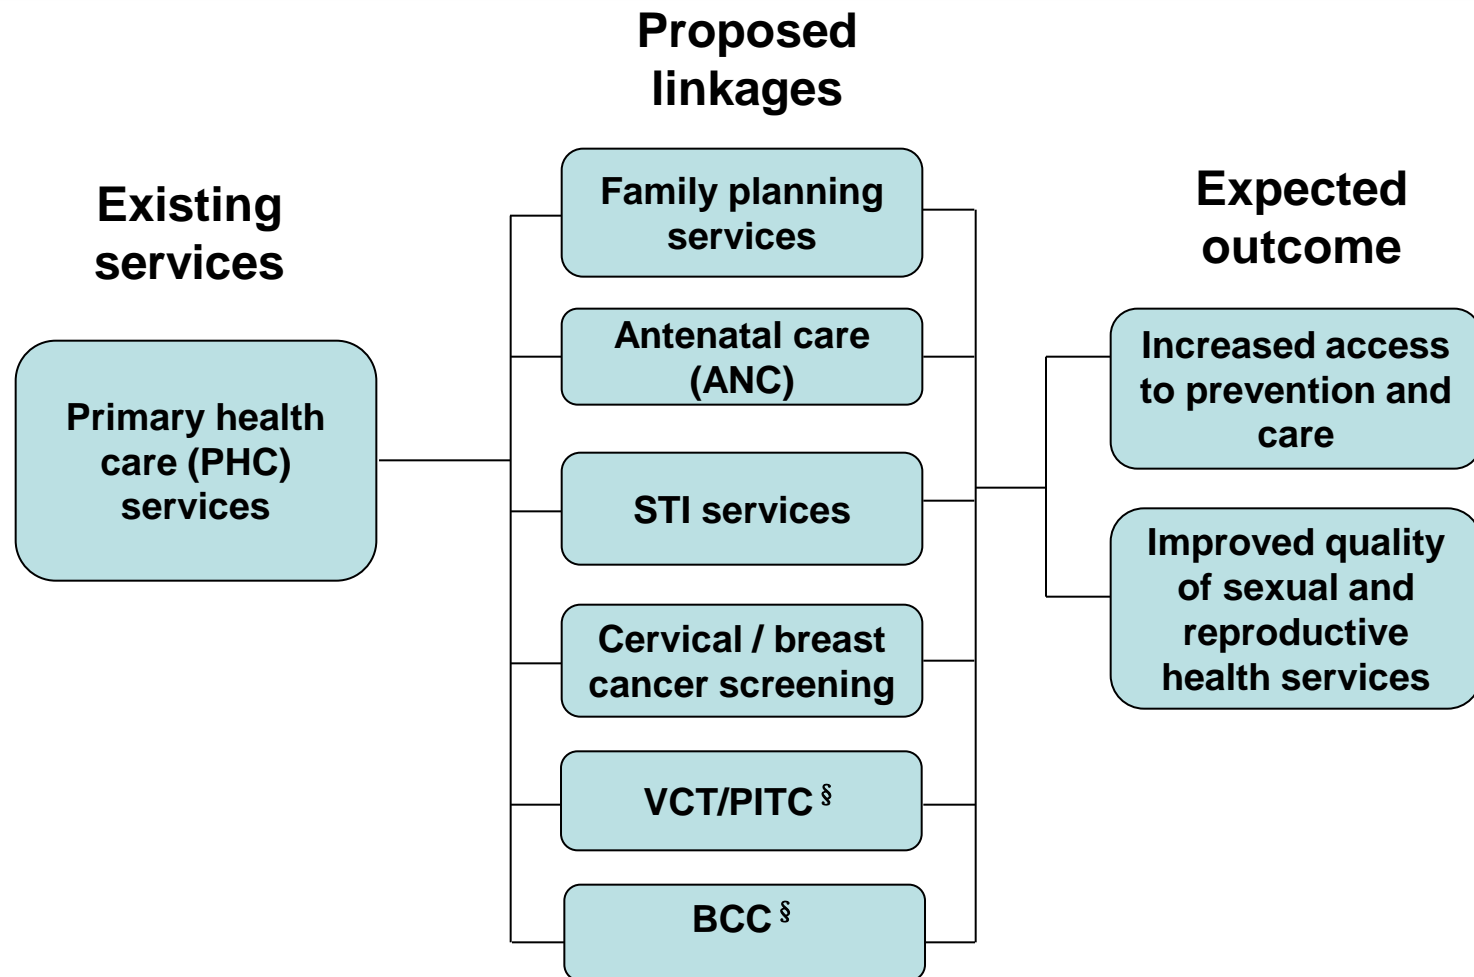 Proposed
linkages
Existing
services
Expected
outcome
Primary health
care (PHC)
services
Family planning
services
Antenatal care
(ANC)
STI services
Cervical / breast
cancer screening
VCT/PITC §
BCC §
Increased access
to prevention and
care
Improved quality
of sexual and
reproductive
health services